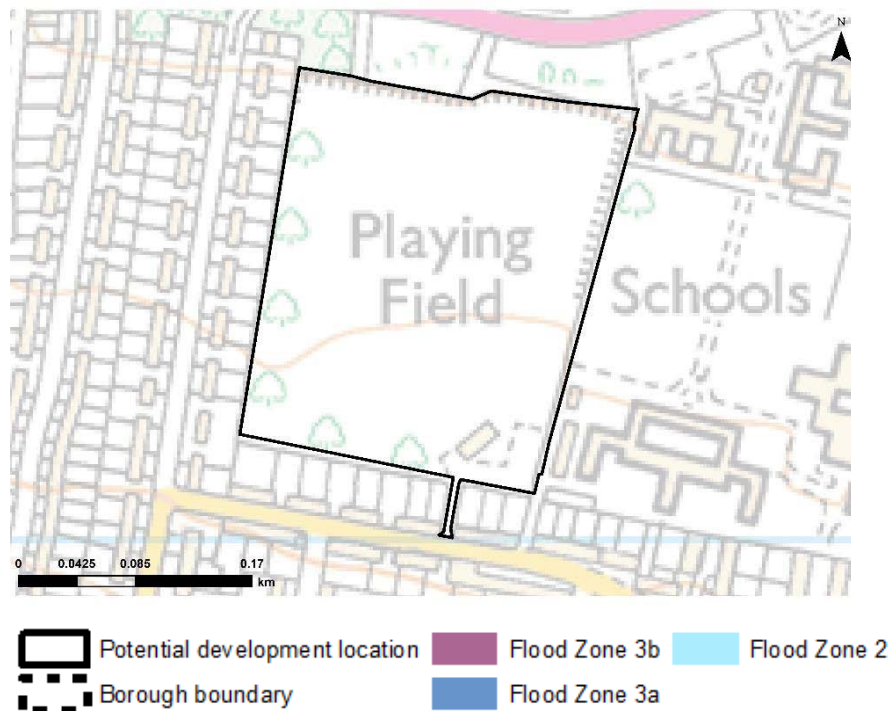 N
Playing
Field
Schools
0 0.0425 0.085 0.17
km
Potential development location
Flood Zone 3b
Flood Zone 2
Borough boundary
Flood Zone 3a